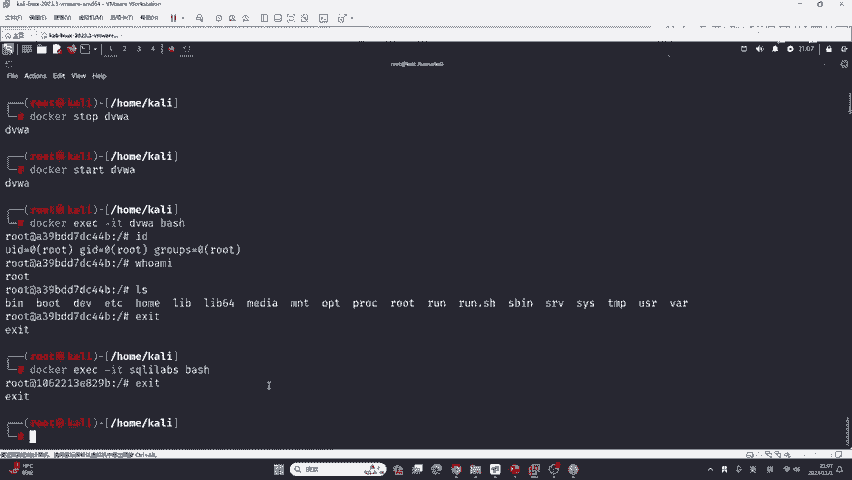 kali-linux-2023.3-vmware-amd64 - VMware Workstation
1 2 3 4
21:07
root@kali: /home/kali
File Actions Edit View Help
(root@kali)-[/home/kali]
# docker stop dvwa
dvwa
(root@kali)-[/home/kali]
# docker start dvwa
dvwa
(root@kali)-[/home/kali]
# docker exec -it dvwa bash
root@a39bdd7dc44b:/# id
uid=0(root) gid=0(root) groups=0(root)
root@a39bdd7dc44b:/# whoami
root
root@a39bdd7dc44b:/# ls
bin boot dev etc home lib lib64 media mnt opt proc root run run.sh sbin srv sys tmp usr var
root@a39bdd7dc44b:/# exit
exit
(root@kali)-[/home/kali]
# docker exec -it sqlilabs bash
root@1062213e829b:/# exit
exit
(root@kali)-[/home/kali]
#
搜索
21:07